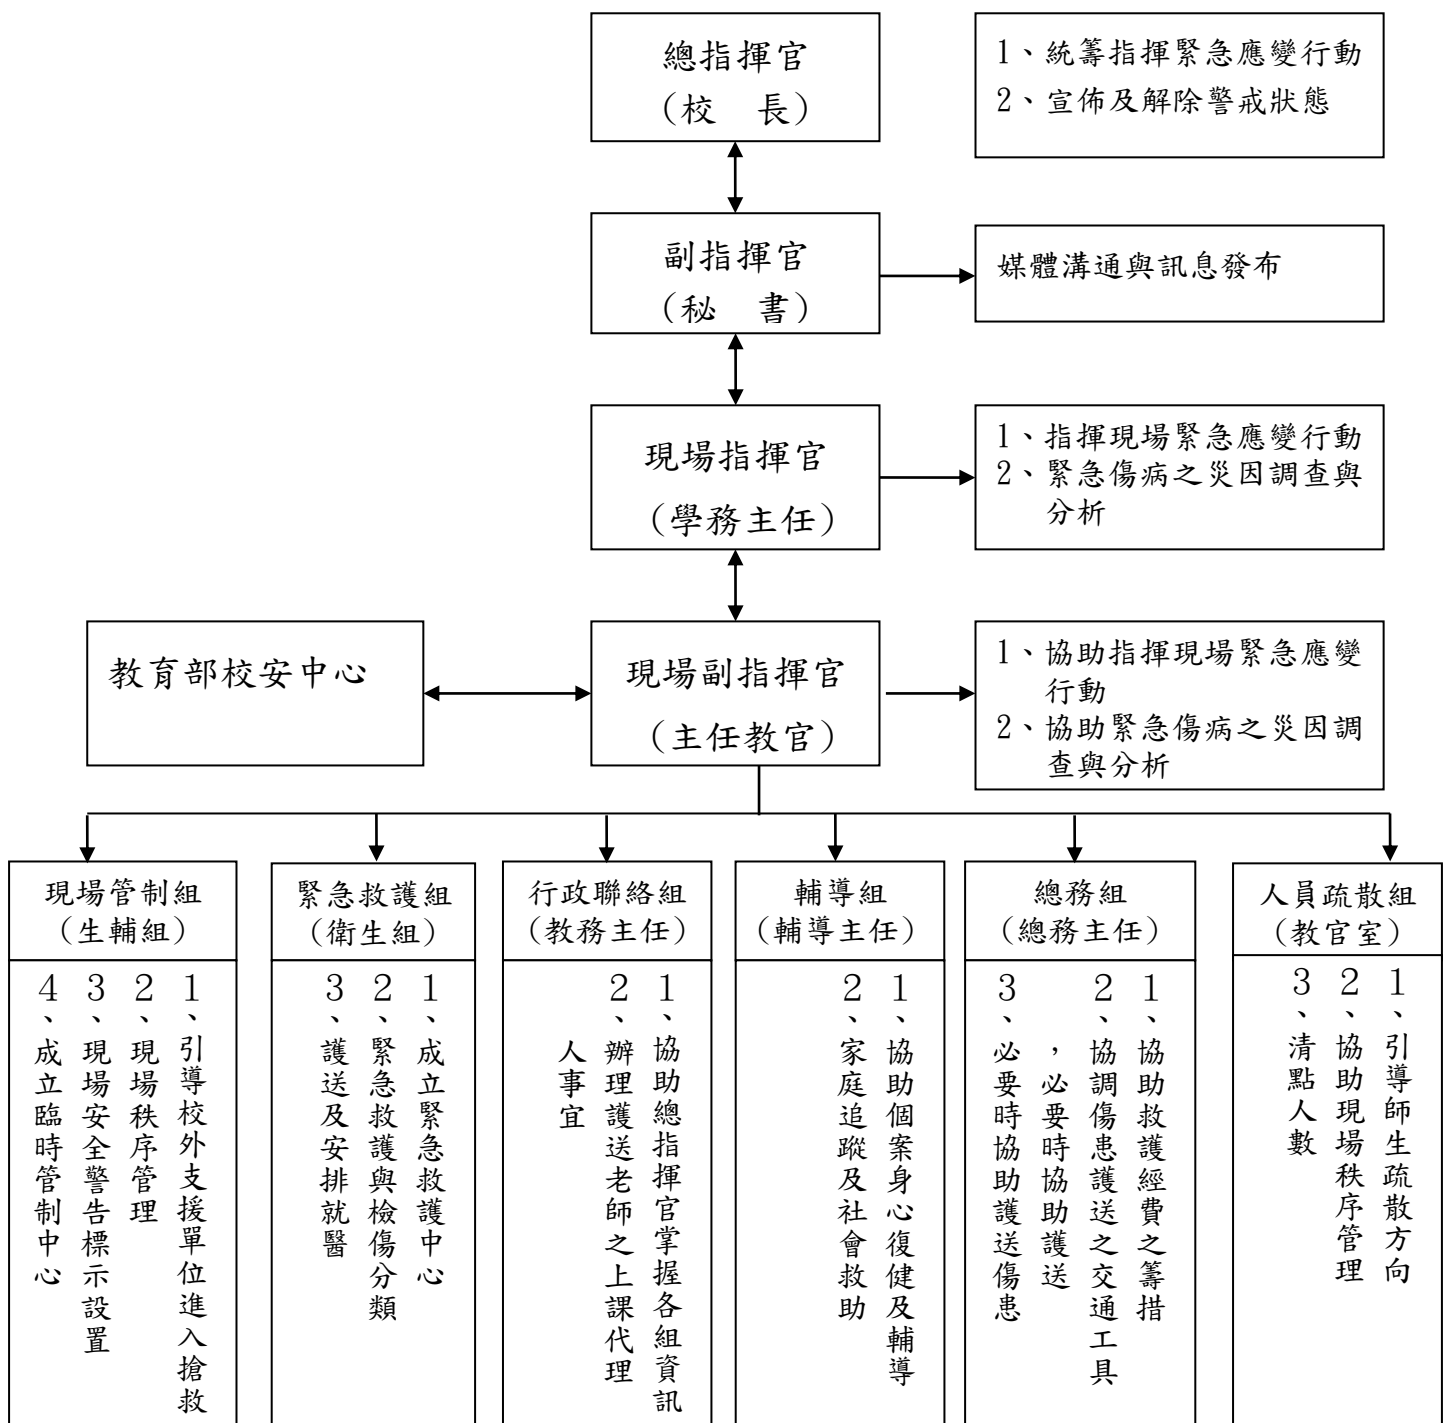 總指揮官
（校　長）
1、統籌指揮緊急應變行動
2、宣佈及解除警戒狀態
副指揮官
（秘　書）
媒體溝通與訊息發布
現場指揮官
（學務主任）
1、指揮現場緊急應變行動
2、緊急傷病之災因調查與
分析
教育部校安中心
現場副指揮官
（主任教官）
1、協助指揮現場緊急應變
行動
2、協助緊急傷病之災因調
查與分析
現場管制組
（生輔組）
1、引導校外支援單位進入搶救
2、現場秩序管理
3、現場安全警告標示設置
4、成立臨時管制中心
緊急救護組
（衛生組）
1、成立緊急救護中心
2、緊急救護與檢傷分類
3、護送及安排就醫
行政聯絡組
（教務主任）
1、協助總指揮官掌握各組資訊
2、辦理護送老師之上課代理
人事宜
輔導組
（輔導主任）
1、協助個案身心復健及輔導
2、家庭追蹤及社會救助
總務組
（總務主任）
1、協助救護經費之籌措
2、協調傷患護送之交通工具
，必要時協助護送
3、必要時協助護送傷患
人員疏散組
（教官室）
1、引導師生疏散方向
2、協助現場秩序管理
3、清點人數